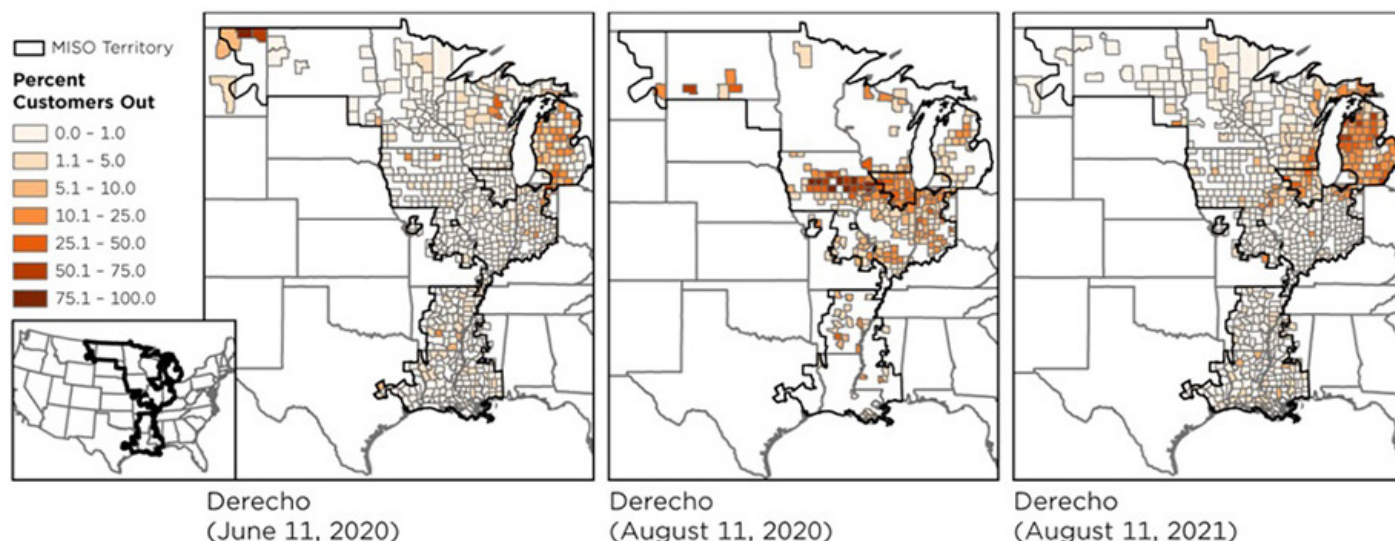 MISO Territory
Percent
Customers Out
0.0 - 1.0
1.1 - 5.0
5.1 - 10.0
10.1 - 25.0
25.1 - 50.0
50.1 - 75.0
75.1 - 100.0
Derecho
(June 11, 2020)
Derecho
(August 11, 2020)
Derecho
(August 11, 2021)